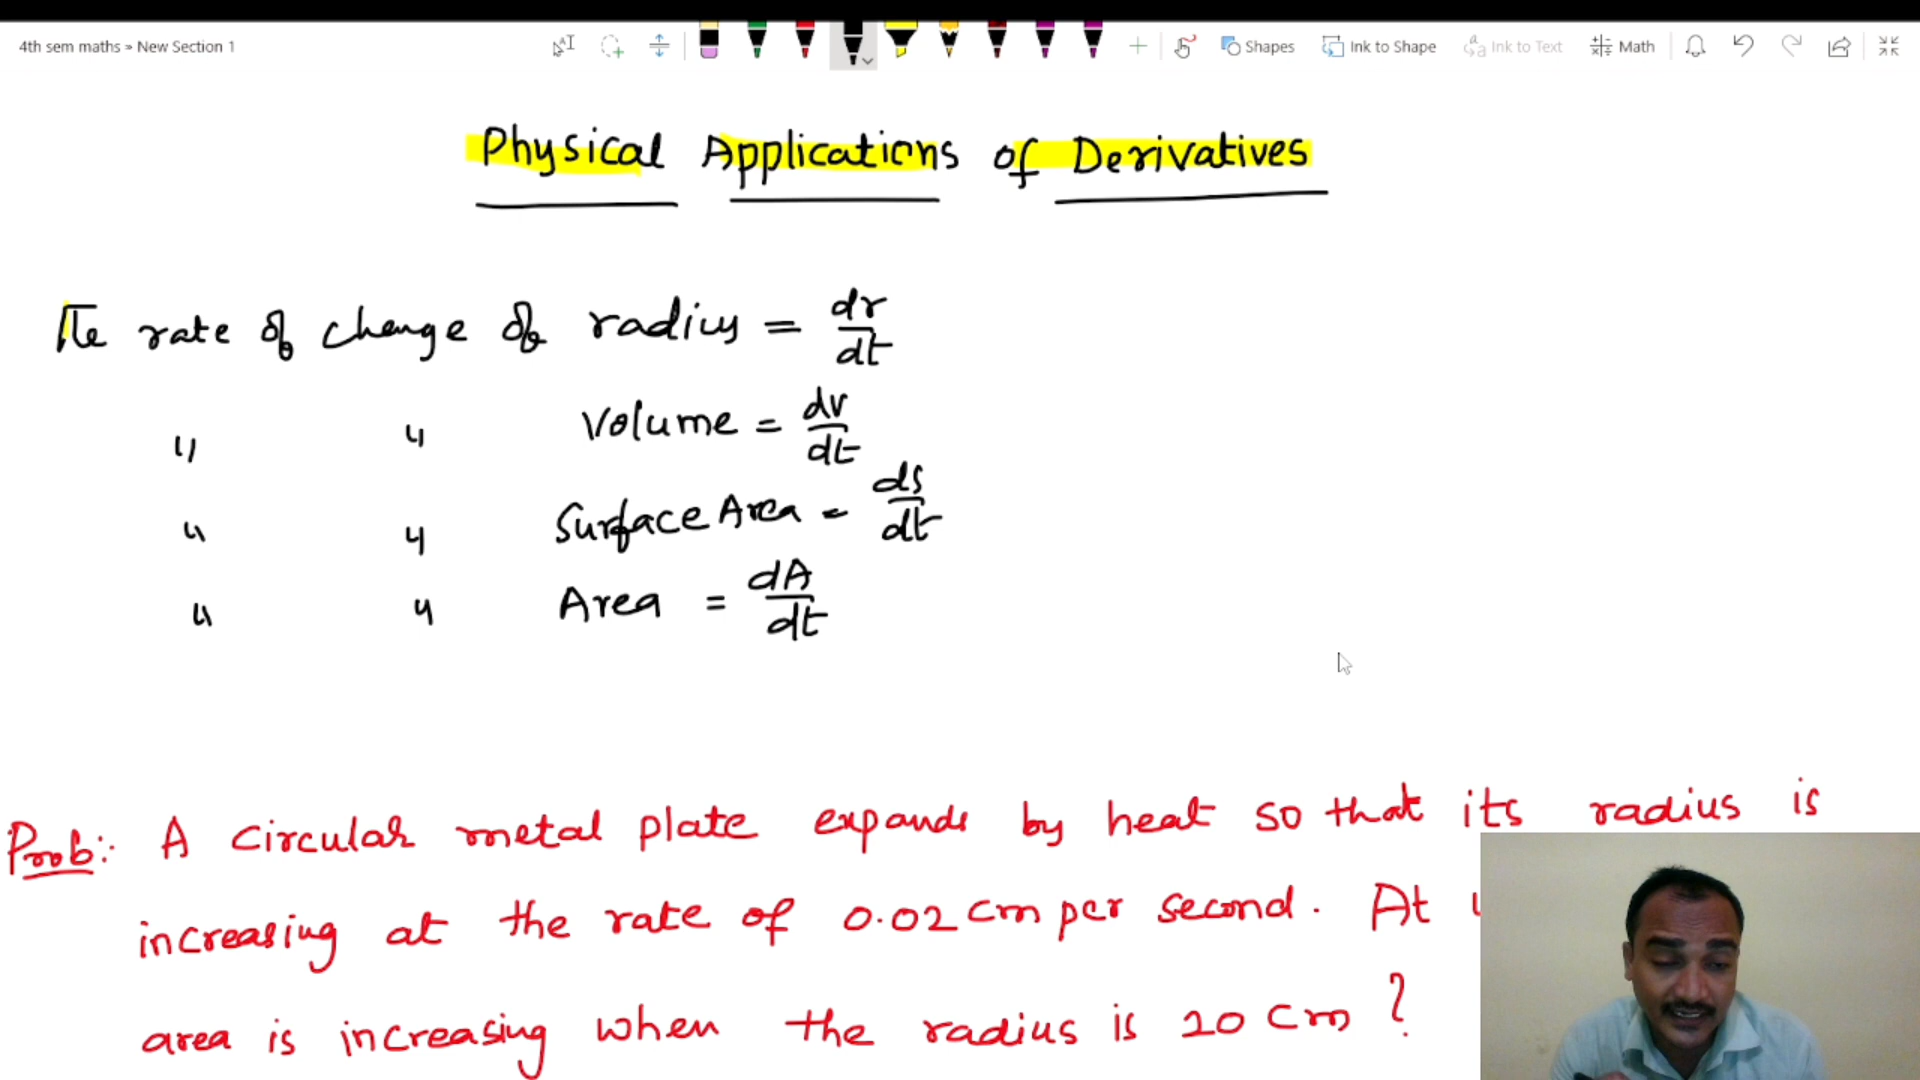 4th sem maths » New Section 1
Shapes Ink to Shape Ink to Text Math
Physical Applications of Derivatives
The rate of change of radius = dr/dt
" " Volume = dv/dt
" " Surface Area = ds/dt
" " Area = dA/dt
Prob: A circular metal plate expands by heat so that its radius is
increasing at the rate of 0.02 cm per second. At
area is increasing when the radius is 20 cm ?